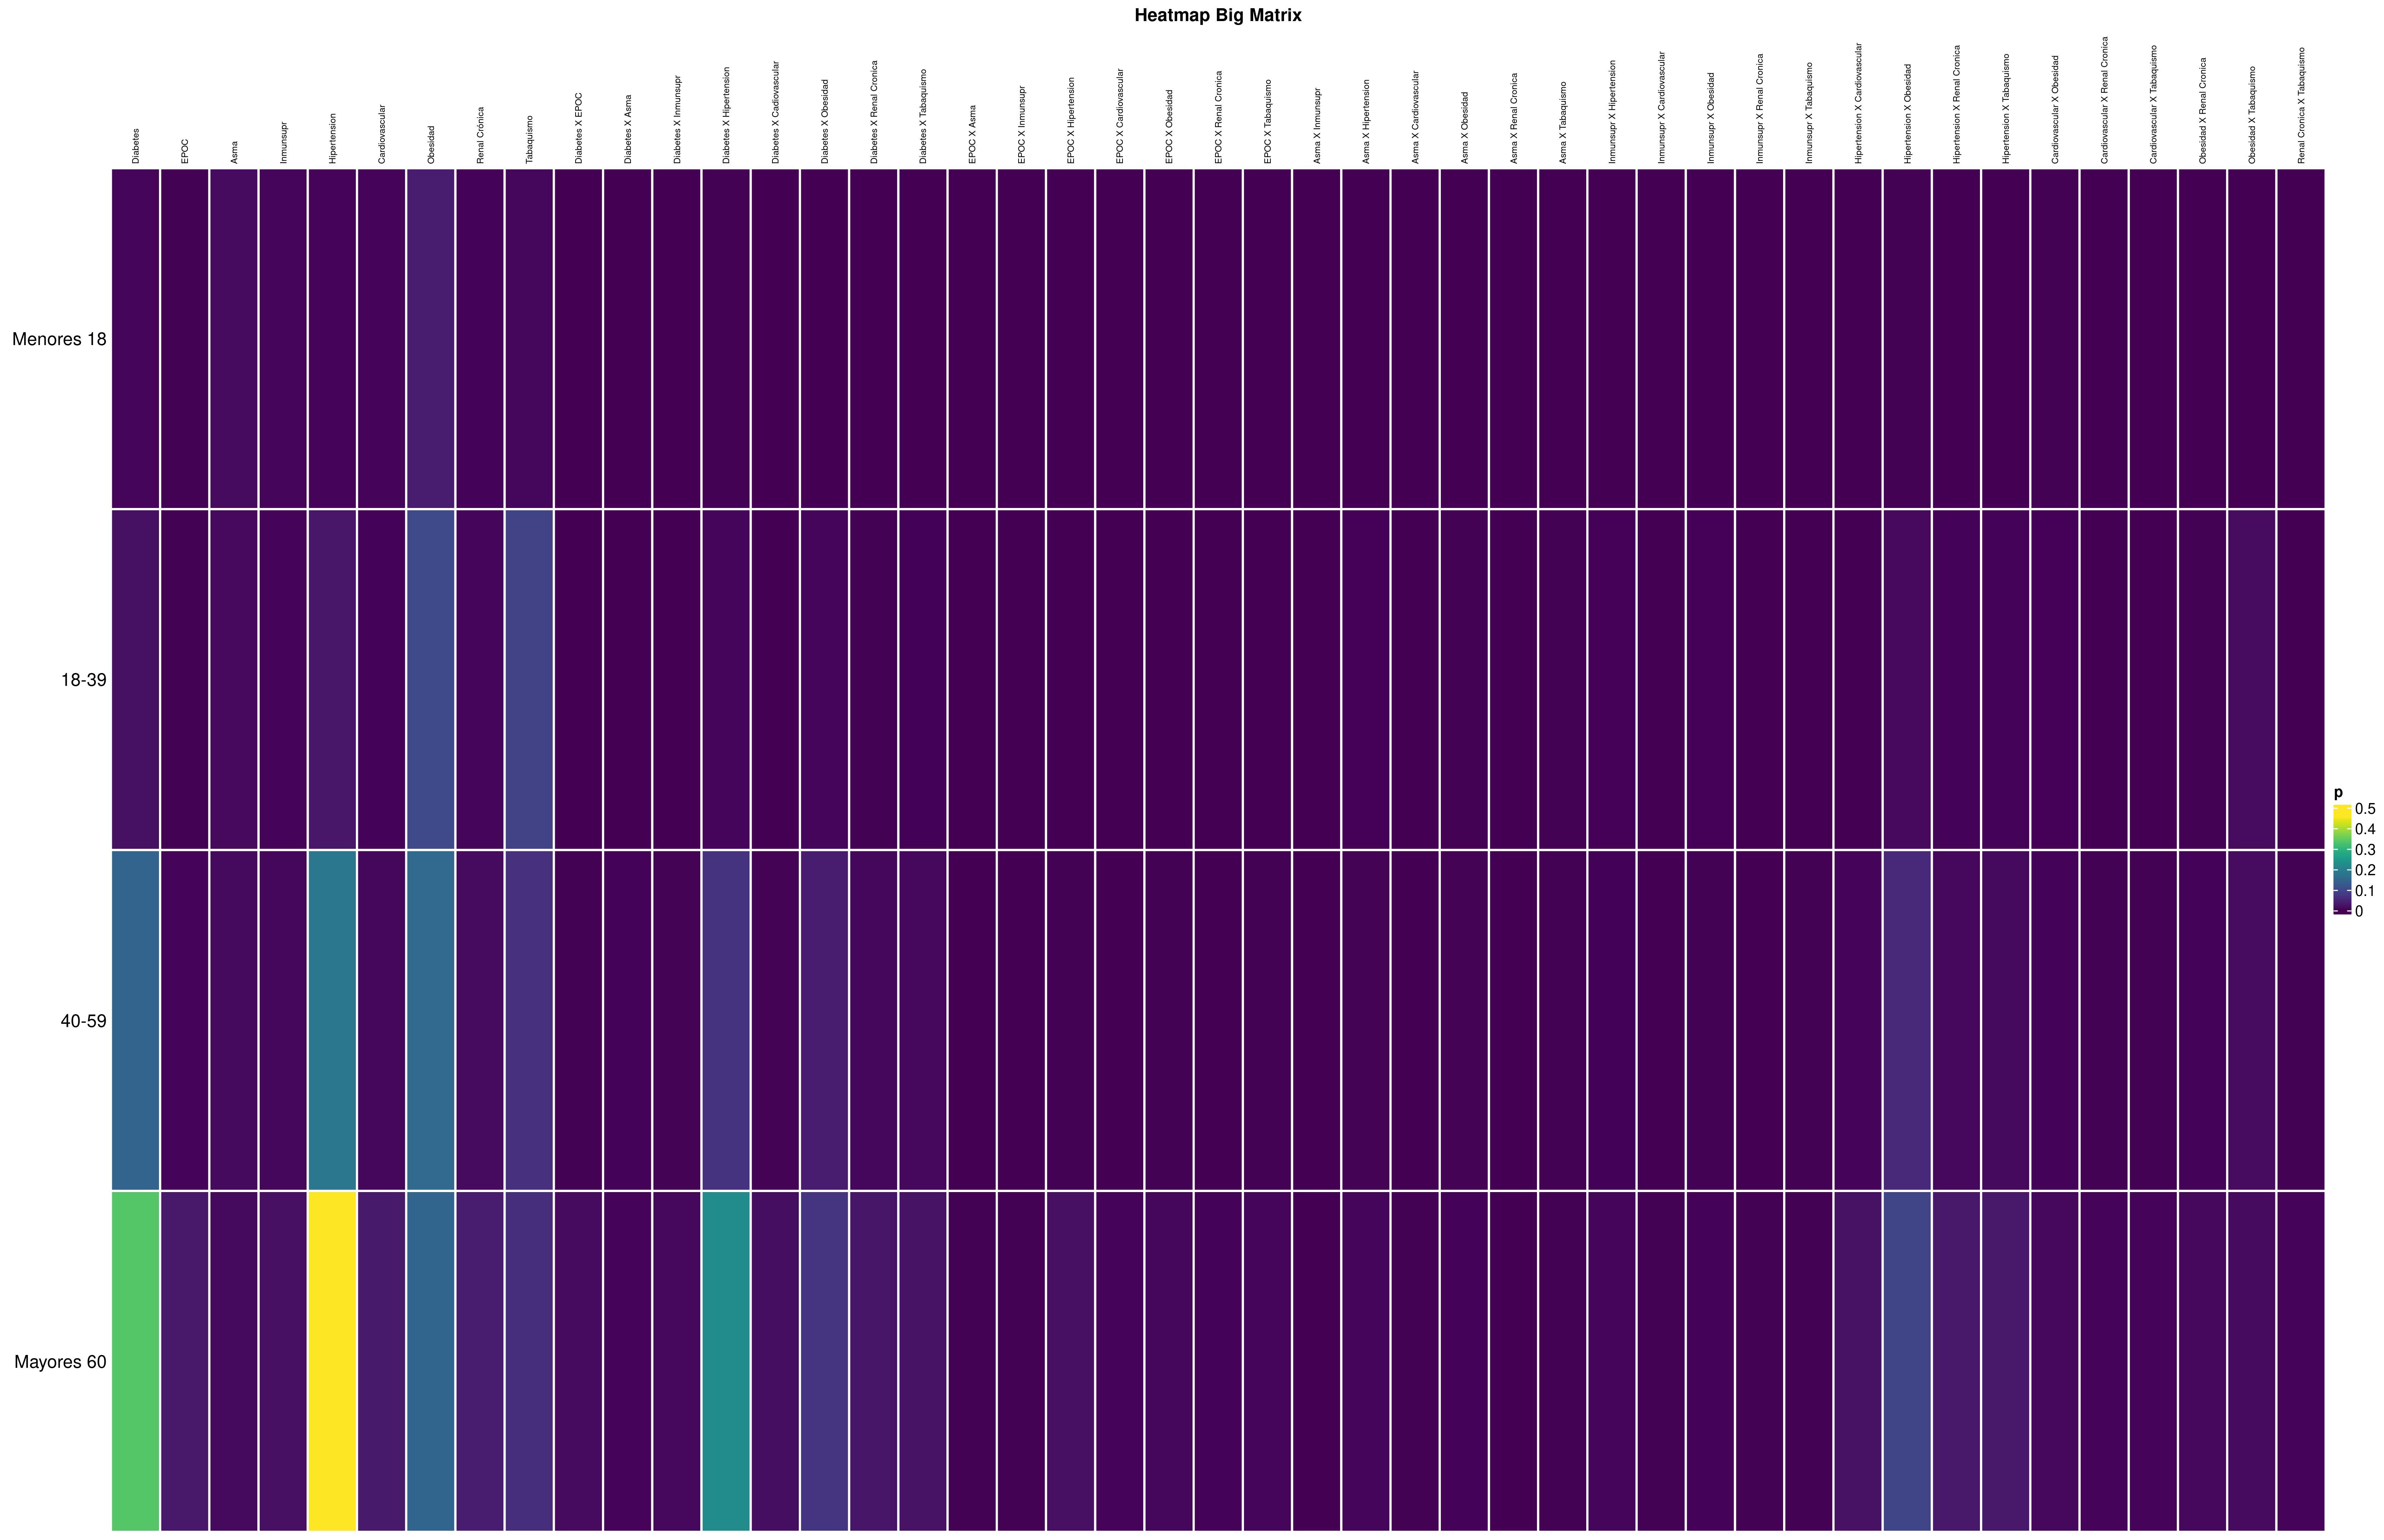 Heatmap Big Matrix
Diabetes
EPOC
Asma
Inmunsupr
Hipertension
Cardiovascular
Obesidad
Renal Crónica
Tabaquismo
Diabetes X EPOC
Diabetes X Asma
Diabetes X Inmunsupr
Diabetes X Hipertension
Diabetes X Cadiovascular
Diabetes X Obesidad
Diabetes X Renal Cronica
Diabetes X Tabaquismo
EPOC X Asma
EPOC X Inmunsupr
EPOC X Hipertension
EPOC X Cardiovascular
EPOC X Obesidad
EPOC X Renal Cronica
EPOC X Tabaquismo
Asma X Inmunsupr
Asma X Hipertension
Asma X Cardiovascular
Asma X Obesidad
Asma X Renal Cronica
Asma X Tabaquismo
Inmunsupr X Hipertension
Inmunsupr X Cardiovascular
Inmunsupr X Obesidad
Inmunsupr X Renal Cronica
Inmunsupr X Tabaquismo
Hipertension X Cardiovascular
Hipertension X Obesidad
Hipertension X Renal Cronica
Hipertension X Tabaquismo
Cardiovascular X Obesidad
Cardiovascular X Renal Cronica
Cardiovascular X Tabaquismo
Obesidad X Renal Cronica
Obesidad X Tabaquismo
Renal Cronica X Tabaquismo
Menores 18
18-39
40-59
Mayores 60
p
0.5
0.4
0.3
0.2
0.1
0